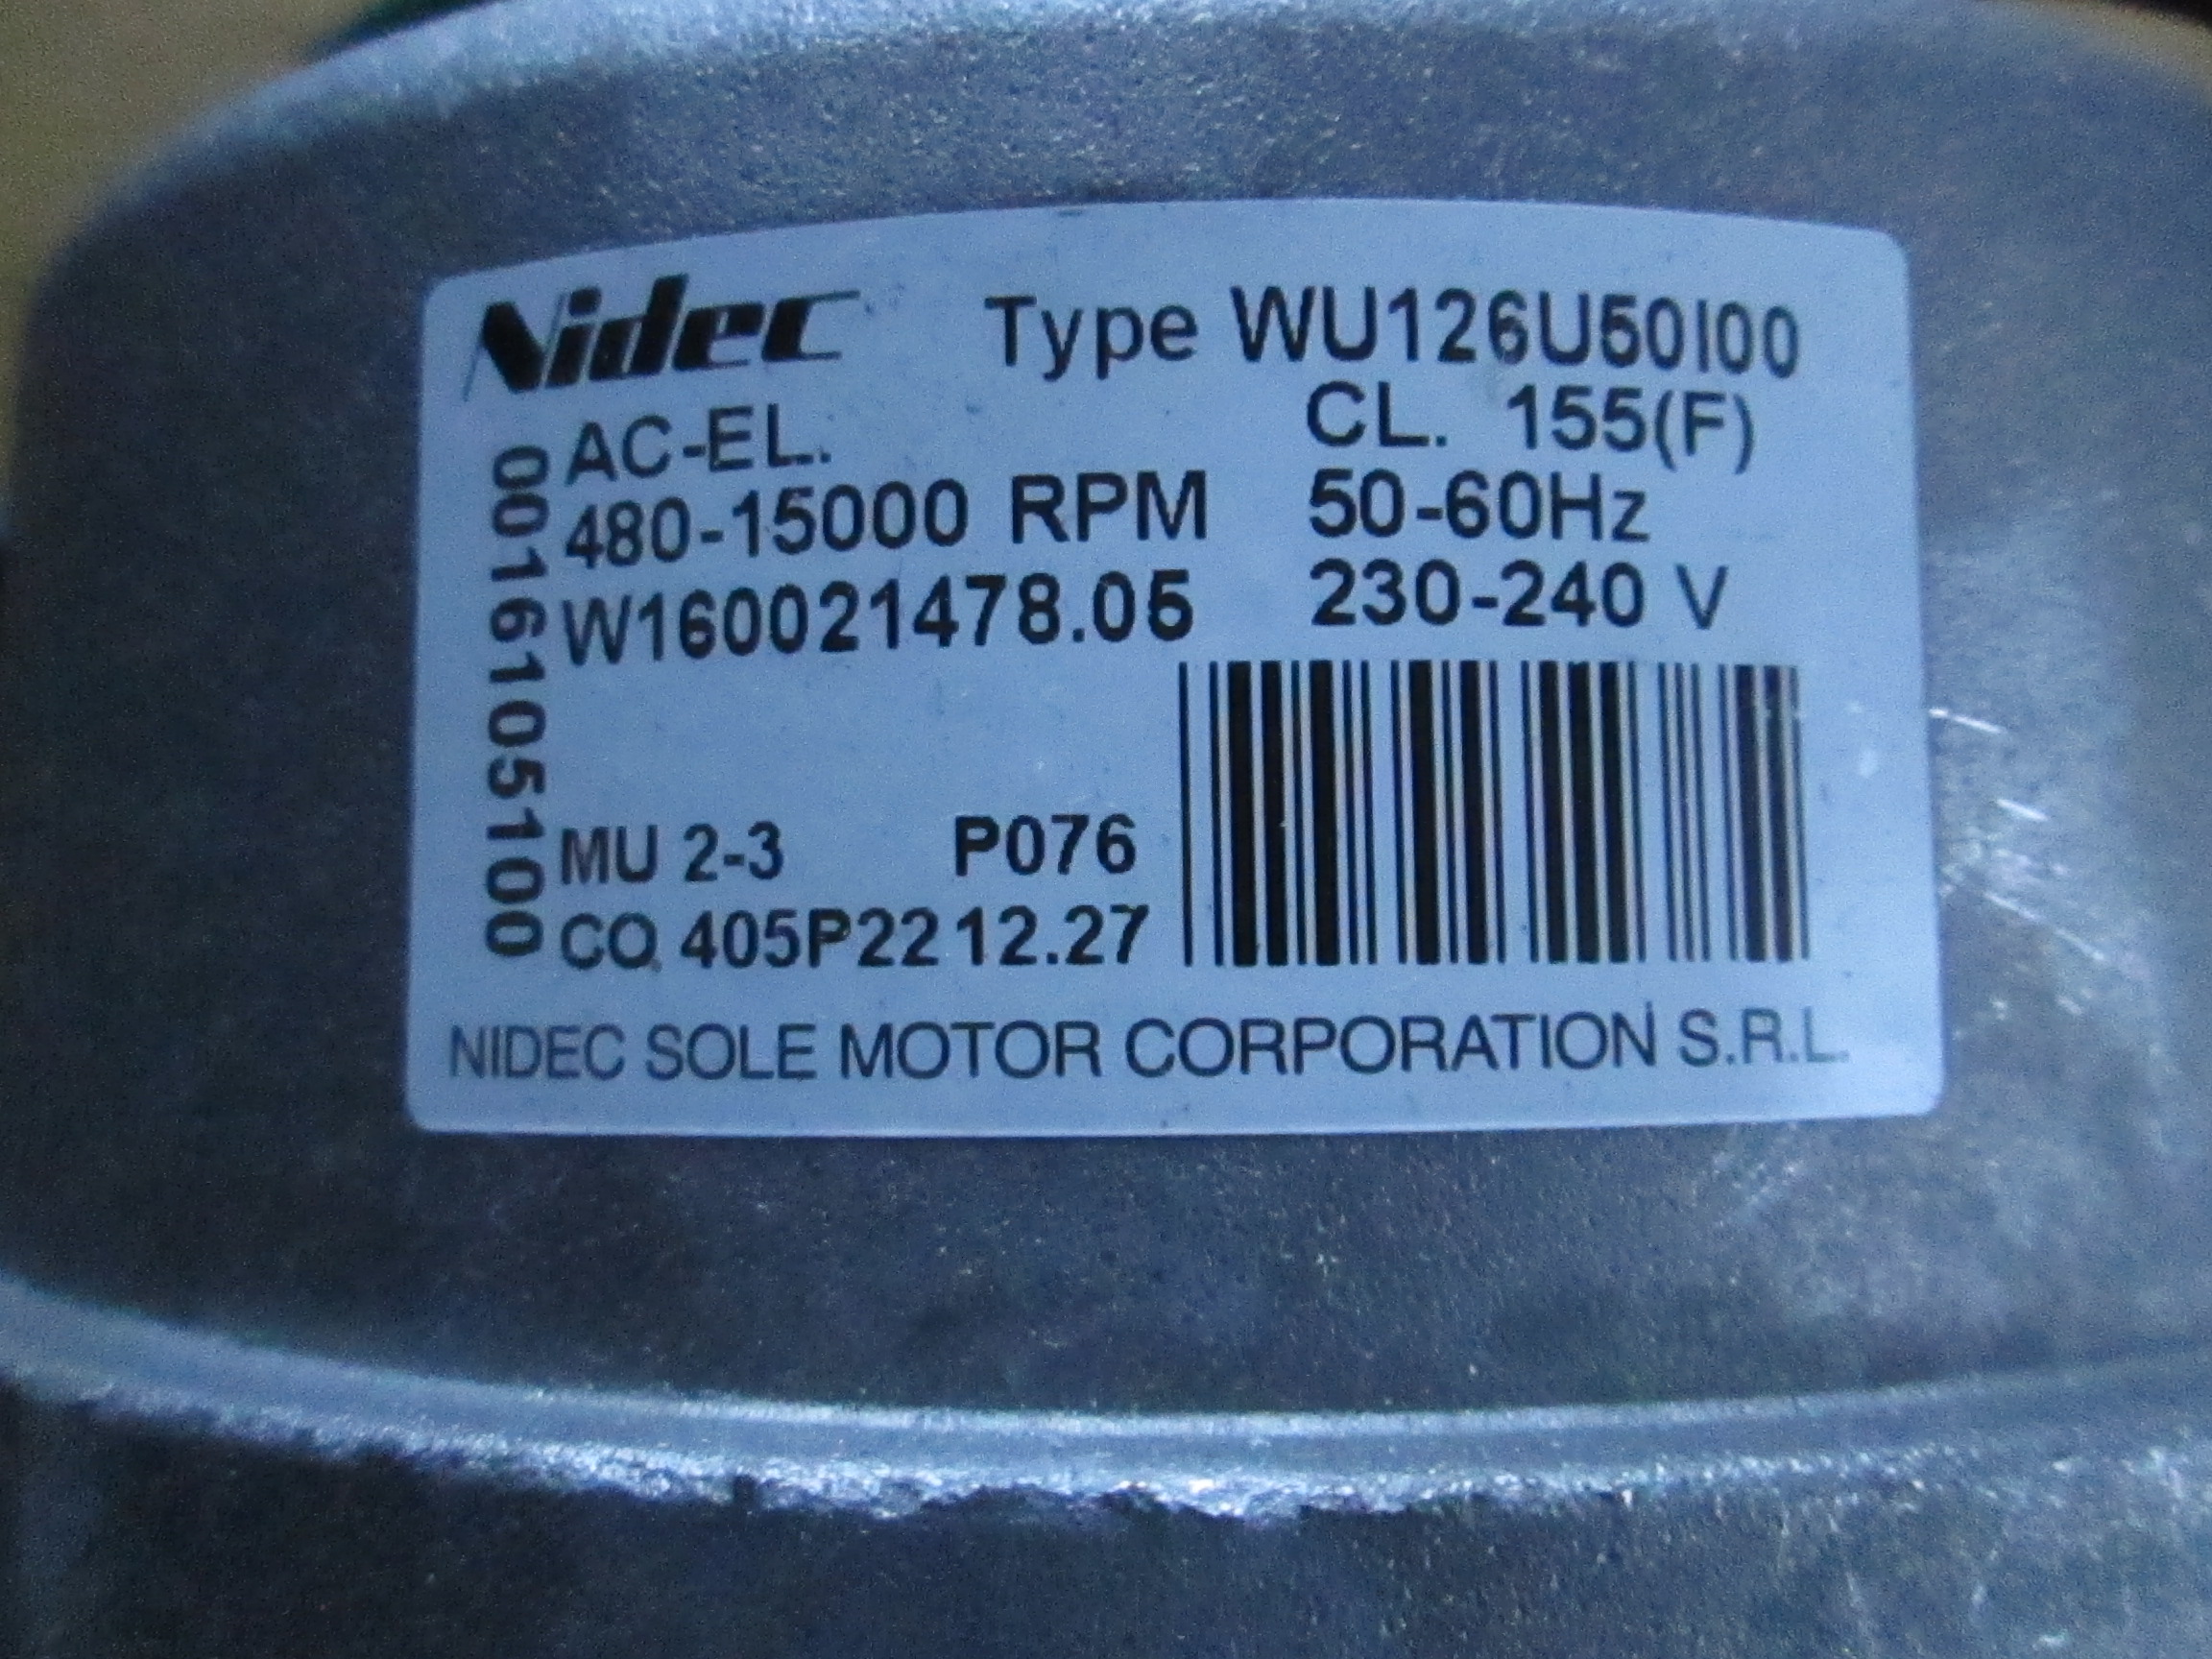 Nidec Type WU126U50I00
AC-EL. CL. 155(F)
480-15000 RPM 50-60Hz
W160021478.05 230-240 V
0016105100
MU 2-3 P076
CO. 405P22 12.27
NIDEC SOLE MOTOR CORPORATION S.R.L.